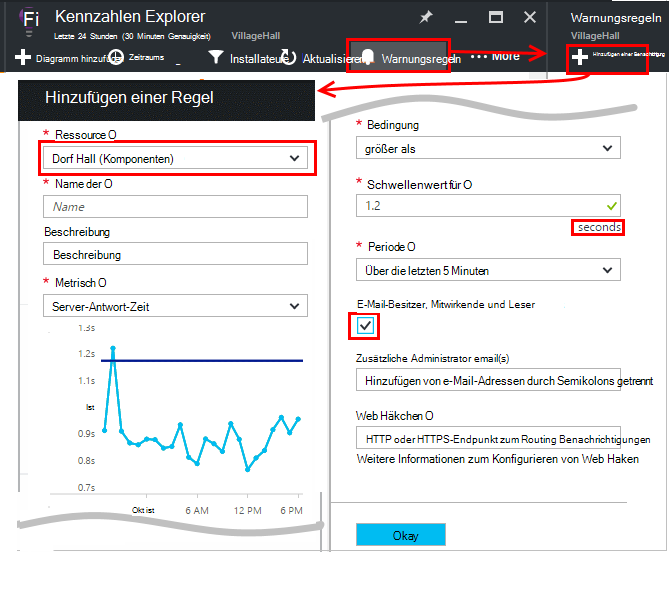 Fi
Kennzahlen Explorer
Letzte 24 Stunden (30 Minuten Genauigkeit)
VillageHall
Diagramm hinzufügen
Zeitraums
Installateure
Aktualisieren
Warnungsregeln
More
Warnungsregeln
VillageHall
Hinzufügen einer Benachrichtigung
Hinzufügen einer Regel
* Ressource O
Dorf Hall (Komponenten)
* Name der O
Name
Beschreibung
Beschreibung
* Metrisch O
Server-Antwort-Zeit
1.3s
1.2s
1.1s
Ist
0.9s
0.8s
0.7s
Okt ist
6 AM
12 PM
6 PM
* Bedingung
größer als
* Schwellenwert für O
1.2
seconds
* Periode O
Über die letzten 5 Minuten
E-Mail-Besitzer, Mitwirkende und Leser
Zusätzliche Administrator email(s)
Hinzufügen von e-Mail-Adressen durch Semikolons getrennt
Web Häkchen O
HTTP oder HTTPS-Endpunkt zum Routing Benachrichtigungen
Weitere Informationen zum Konfigurieren von Web Haken
Okay